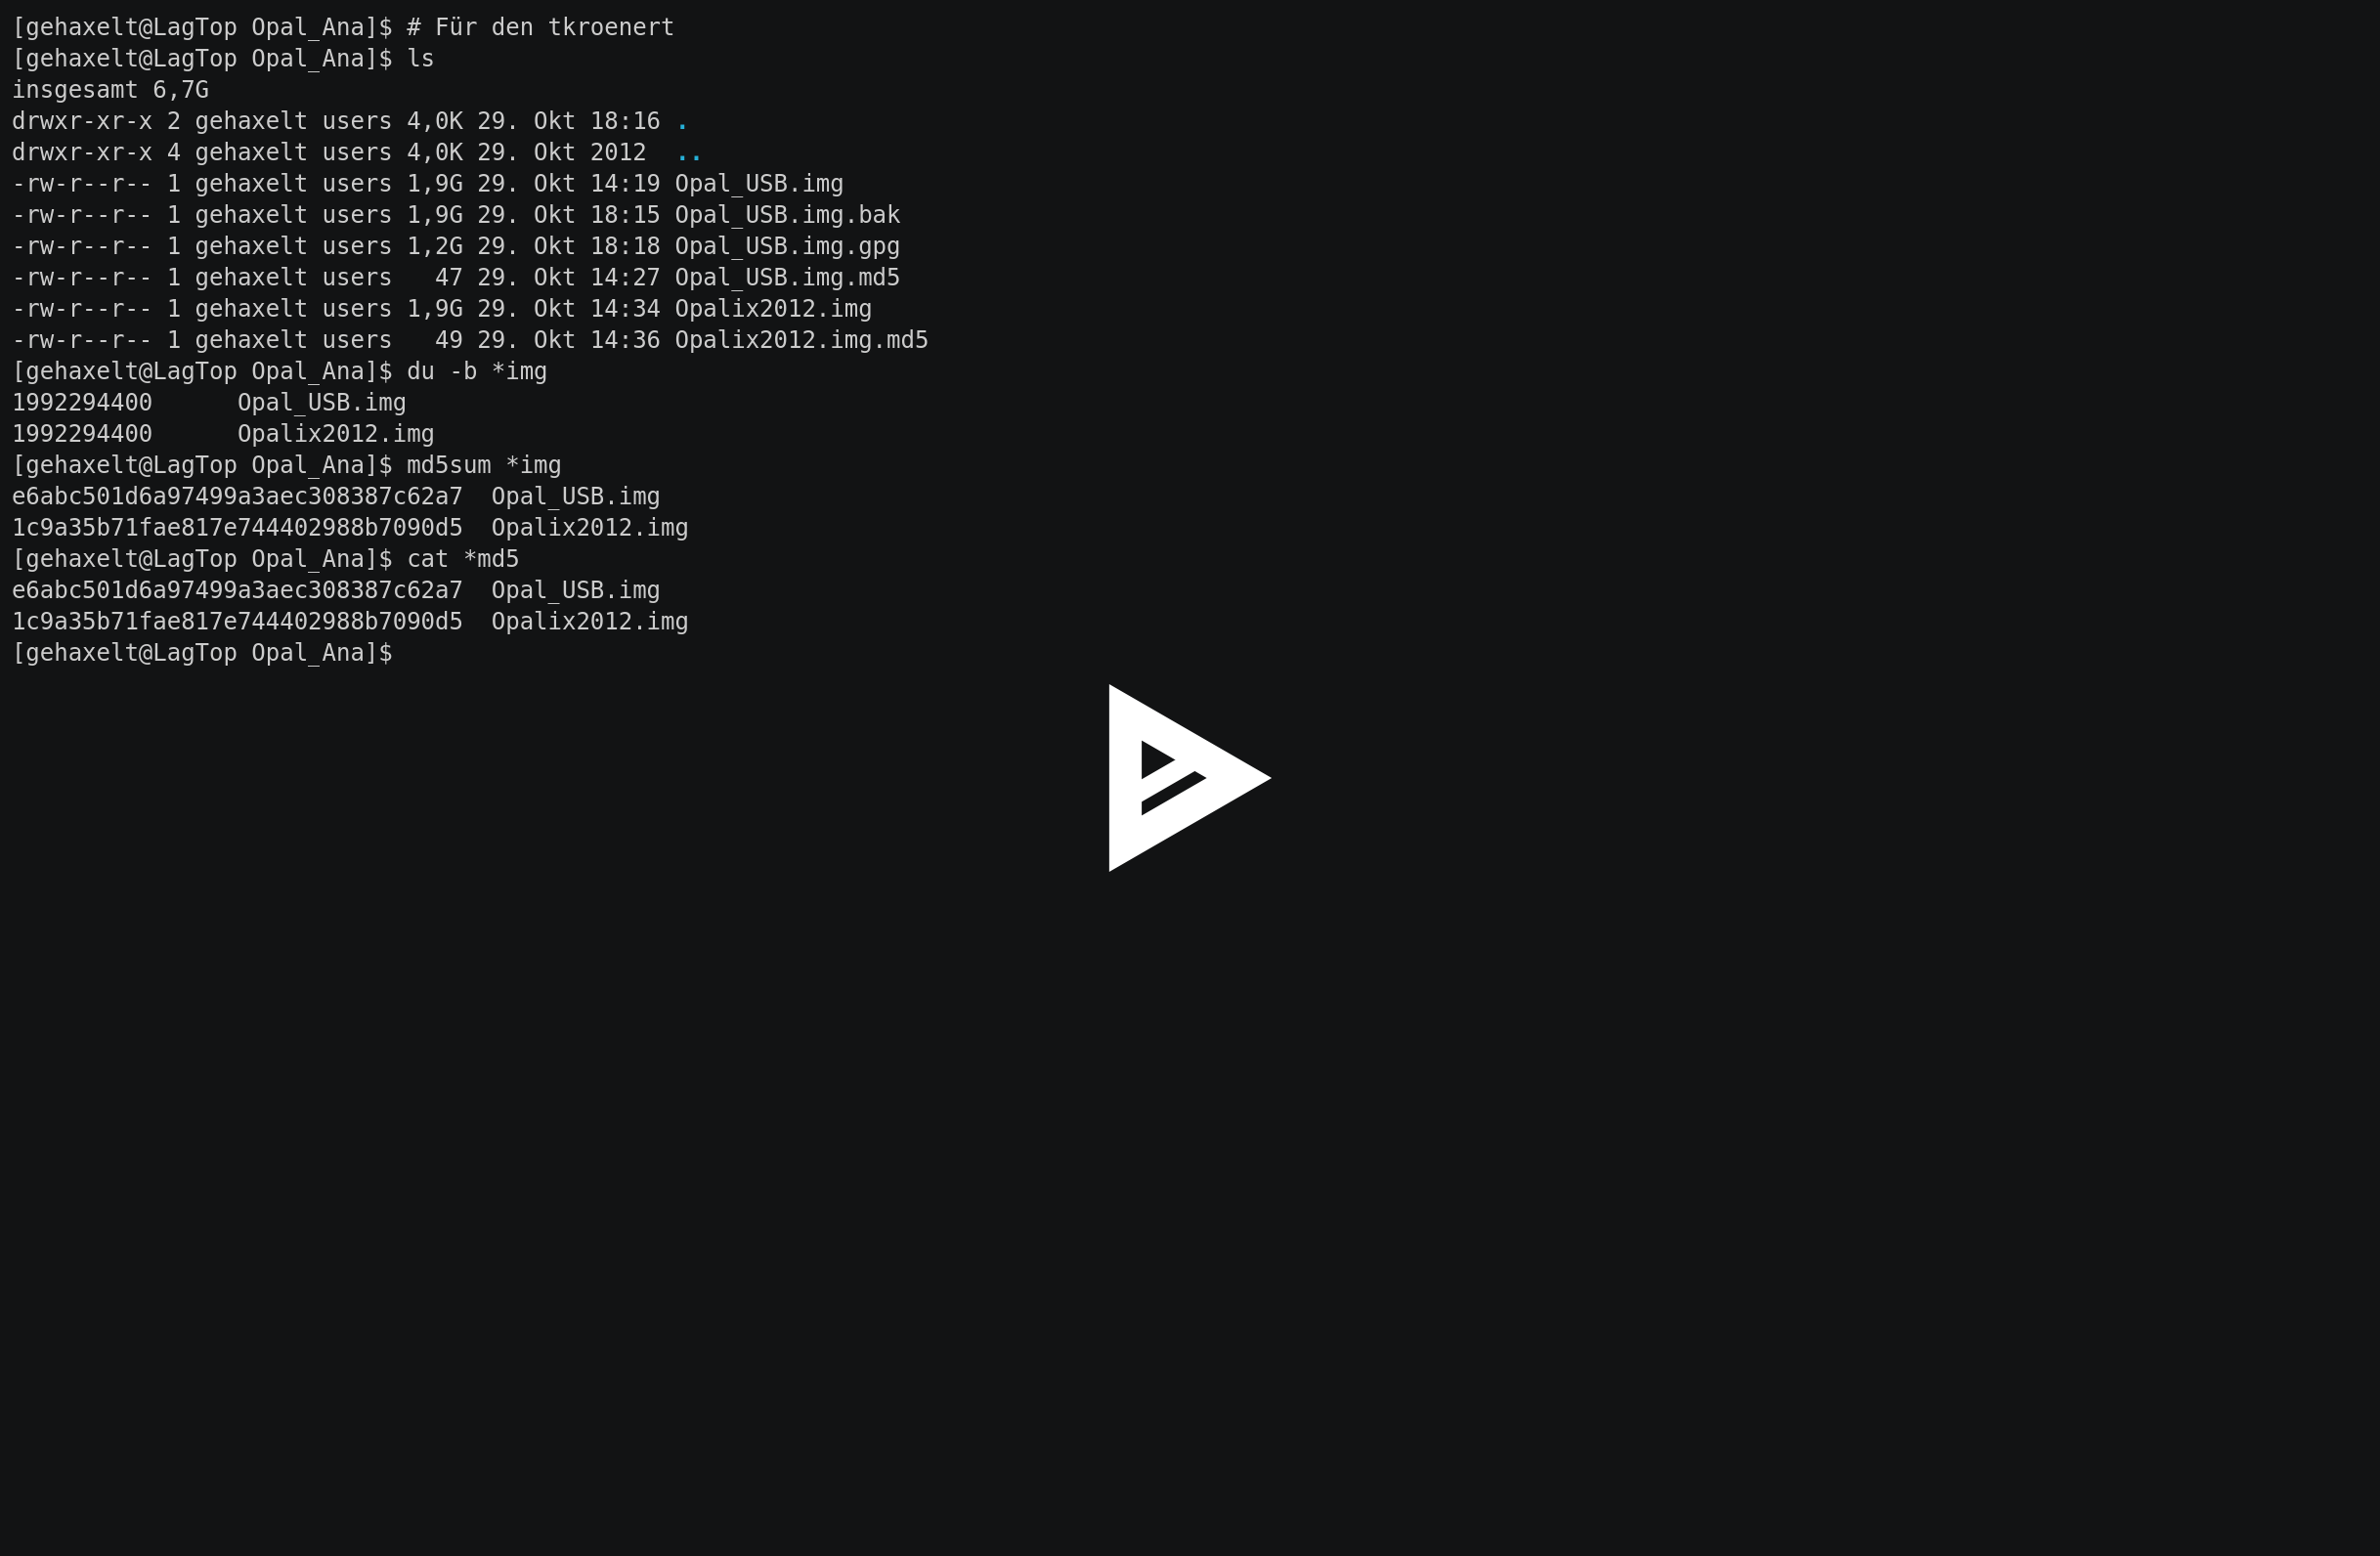 [gehaxelt@LagTop Opal_Ana]$ # Für den tkroenert
[gehaxelt@LagTop Opal_Ana]$ ls
insgesamt 6,7G
drwxr-xr-x 2 gehaxelt users 4,0K 29. Okt 18:16 .
drwxr-xr-x 4 gehaxelt users 4,0K 29. Okt 2012  ..
-rw-r--r-- 1 gehaxelt users 1,9G 29. Okt 14:19 Opal_USB.img
-rw-r--r-- 1 gehaxelt users 1,9G 29. Okt 18:15 Opal_USB.img.bak
-rw-r--r-- 1 gehaxelt users 1,2G 29. Okt 18:18 Opal_USB.img.gpg
-rw-r--r-- 1 gehaxelt users   47 29. Okt 14:27 Opal_USB.img.md5
-rw-r--r-- 1 gehaxelt users 1,9G 29. Okt 14:34 Opalix2012.img
-rw-r--r-- 1 gehaxelt users   49 29. Okt 14:36 Opalix2012.img.md5
[gehaxelt@LagTop Opal_Ana]$ du -b *img
1992294400      Opal_USB.img
1992294400      Opalix2012.img
[gehaxelt@LagTop Opal_Ana]$ md5sum *img
e6abc501d6a97499a3aec308387c62a7  Opal_USB.img
1c9a35b71fae817e744402988b7090d5  Opalix2012.img
[gehaxelt@LagTop Opal_Ana]$ cat *md5
e6abc501d6a97499a3aec308387c62a7  Opal_USB.img
1c9a35b71fae817e744402988b7090d5  Opalix2012.img
[gehaxelt@LagTop Opal_Ana]$